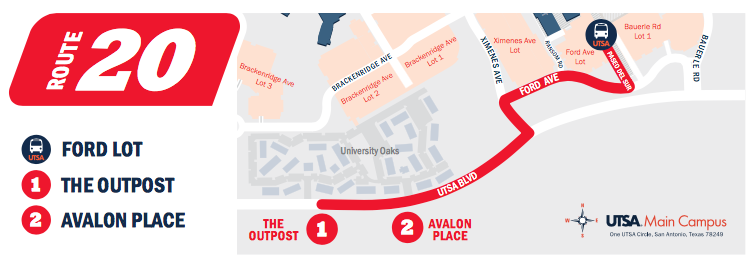 ROUTE
20
UTSA
FORD LOT
1
THE OUTPOST
2
AVALON PLACE
Brackenridge Ave
Lot 3
BRACKENRIDGE AVE
Brackenridge Ave
Lot 2
Brackenridge Ave
Lot 1
XIMENES AVE
Ximenes Ave
Lot
RANSOM RD
Ford Ave
Lot
UTSA
Bauerle Rd
Lot 1
PASEO DEL SUR
BAUERLE RD
FORD AVE
University Oaks
UTSA BLVD
THE
OUTPOST
1
2
AVALON
PLACE
N
W
E
S
UTSA Main Campus
One UTSA Circle, San Antonio, Texas 78249